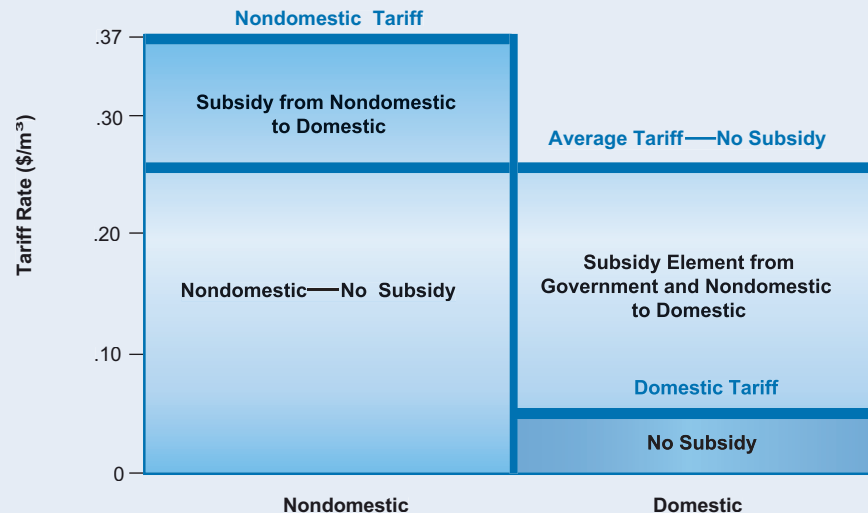 Nondomestic Tariff
.37
Subsidy from Nondomestic
to Domestic
.30
Average Tariff──No Subsidy
Tariff Rate ($/m³)
.20
Nondomestic──No Subsidy
Subsidy Element from
Government and Nondomestic
to Domestic
.10
Domestic Tariff
No Subsidy
0
Nondomestic
Domestic